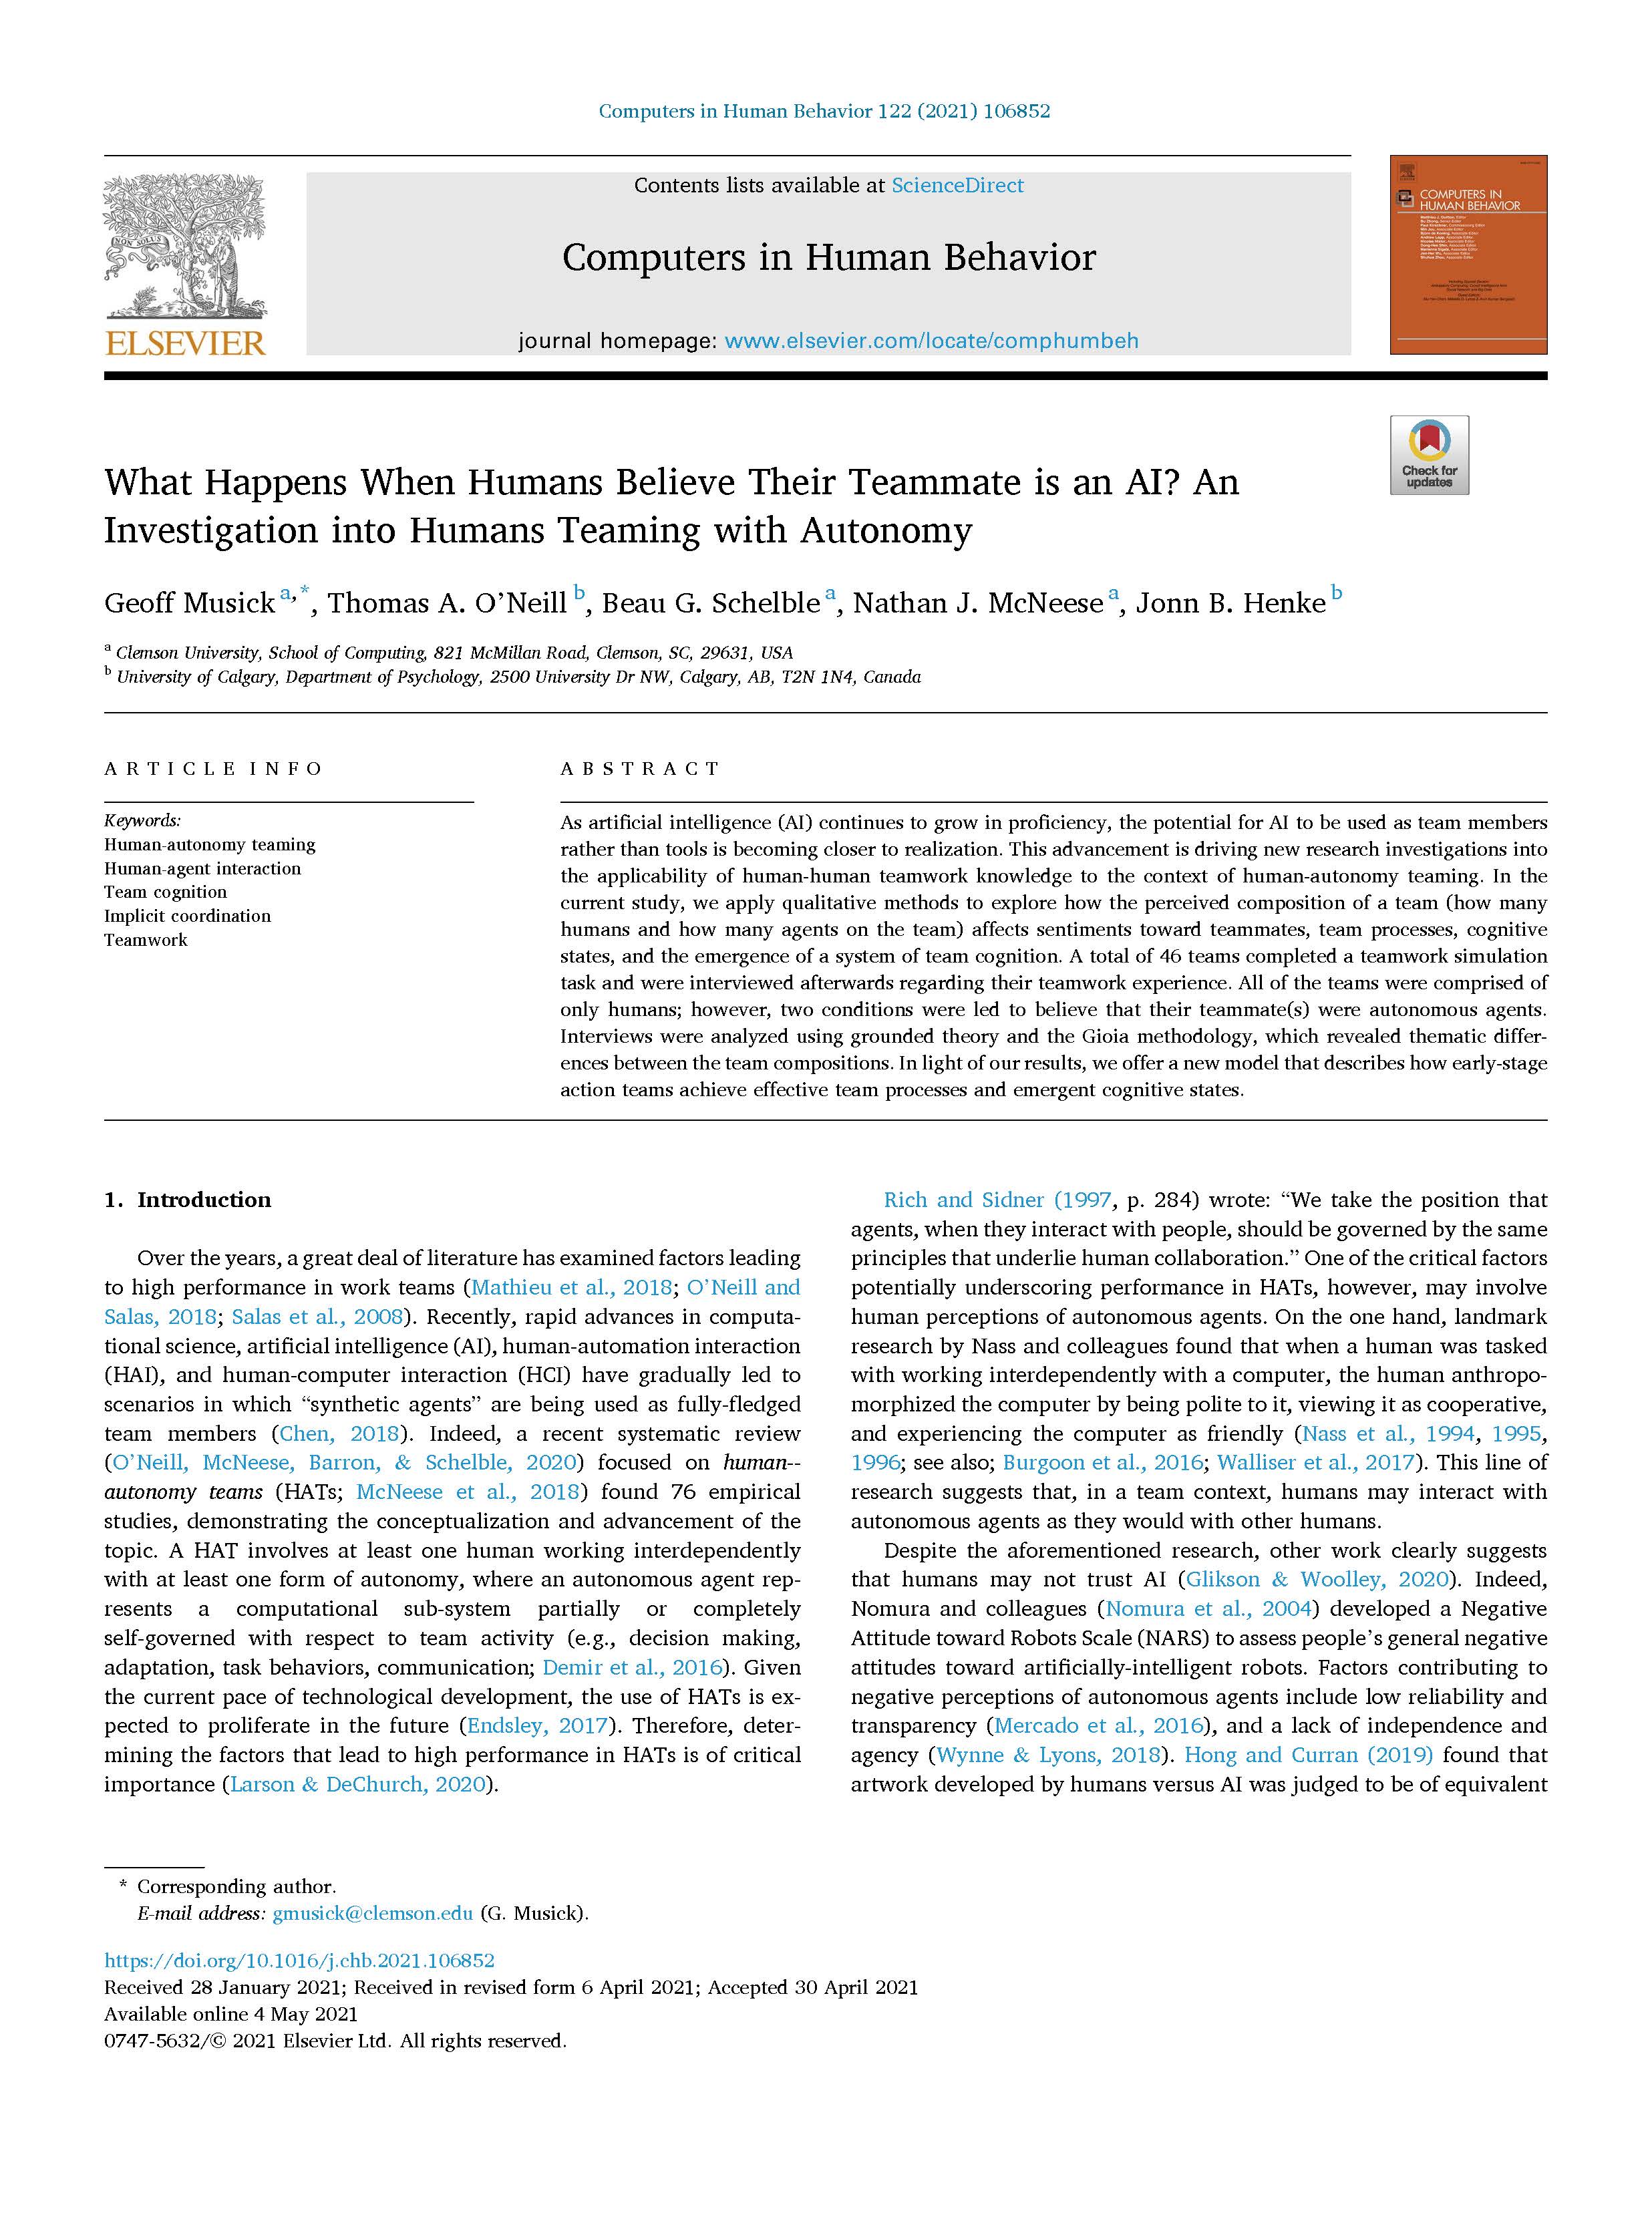 Computers in Human Behavior 122 (2021) 106852
Contents lists available at ScienceDirect
Computers in Human Behavior
journal homepage: www.elsevier.com/locate/comphumbeh
NON SOLUS
ELSEVIER
COMPUTERS IN
HUMAN BEHAVIOR
Check for
updates
What Happens When Humans Believe Their Teammate is an AI? An
Investigation into Humans Teaming with Autonomy
Geoff Musick a,*, Thomas A. O’Neill b, Beau G. Schelble a, Nathan J. McNeese a, Jonn B. Henke b
a Clemson University, School of Computing, 821 McMillan Road, Clemson, SC, 29631, USA
b University of Calgary, Department of Psychology, 2500 University Dr NW, Calgary, AB, T2N 1N4, Canada
A R T I C L E I N F O
Keywords:
Human-autonomy teaming
Human-agent interaction
Team cognition
Implicit coordination
Teamwork
A B S T R A C T
As artificial intelligence (AI) continues to grow in proficiency, the potential for AI to be used as team members
rather than tools is becoming closer to realization. This advancement is driving new research investigations into
the applicability of human-human teamwork knowledge to the context of human-autonomy teaming. In the
current study, we apply qualitative methods to explore how the perceived composition of a team (how many
humans and how many agents on the team) affects sentiments toward teammates, team processes, cognitive
states, and the emergence of a system of team cognition. A total of 46 teams completed a teamwork simulation
task and were interviewed afterwards regarding their teamwork experience. All of the teams were comprised of
only humans; however, two conditions were led to believe that their teammate(s) were autonomous agents.
Interviews were analyzed using grounded theory and the Gioia methodology, which revealed thematic differ-
ences between the team compositions. In light of our results, we offer a new model that describes how early-stage
action teams achieve effective team processes and emergent cognitive states.
1. Introduction
Over the years, a great deal of literature has examined factors leading
to high performance in work teams (Mathieu et al., 2018; O’Neill and
Salas, 2018; Salas et al., 2008). Recently, rapid advances in computa-
tional science, artificial intelligence (AI), human-automation interaction
(HAI), and human-computer interaction (HCI) have gradually led to
scenarios in which “synthetic agents” are being used as fully-fledged
team members (Chen, 2018). Indeed, a recent systematic review
(O’Neill, McNeese, Barron, & Schelble, 2020) focused on human--
autonomy teams (HATs; McNeese et al., 2018) found 76 empirical
studies, demonstrating the conceptualization and advancement of the
topic. A HAT involves at least one human working interdependently
with at least one form of autonomy, where an autonomous agent rep-
resents a computational sub-system partially or completely
self-governed with respect to team activity (e.g., decision making,
adaptation, task behaviors, communication; Demir et al., 2016). Given
the current pace of technological development, the use of HATs is ex-
pected to proliferate in the future (Endsley, 2017). Therefore, deter-
mining the factors that lead to high performance in HATs is of critical
importance (Larson & DeChurch, 2020).
Rich and Sidner (1997, p. 284) wrote: “We take the position that
agents, when they interact with people, should be governed by the same
principles that underlie human collaboration.” One of the critical factors
potentially underscoring performance in HATs, however, may involve
human perceptions of autonomous agents. On the one hand, landmark
research by Nass and colleagues found that when a human was tasked
with working interdependently with a computer, the human anthropo-
morphized the computer by being polite to it, viewing it as cooperative,
and experiencing the computer as friendly (Nass et al., 1994, 1995,
1996; see also; Burgoon et al., 2016; Walliser et al., 2017). This line of
research suggests that, in a team context, humans may interact with
autonomous agents as they would with other humans.
Despite the aforementioned research, other work clearly suggests
that humans may not trust AI (Glikson & Woolley, 2020). Indeed,
Nomura and colleagues (Nomura et al., 2004) developed a Negative
Attitude toward Robots Scale (NARS) to assess people’s general negative
attitudes toward artificially-intelligent robots. Factors contributing to
negative perceptions of autonomous agents include low reliability and
transparency (Mercado et al., 2016), and a lack of independence and
agency (Wynne & Lyons, 2018). Hong and Curran (2019) found that
artwork developed by humans versus AI was judged to be of equivalent
* Corresponding author.
E-mail address: gmusick@clemson.edu (G. Musick).
https://doi.org/10.1016/j.chb.2021.106852
Received 28 January 2021; Received in revised form 6 April 2021; Accepted 30 April 2021
Available online 4 May 2021
0747-5632/© 2021 Elsevier Ltd. All rights reserved.